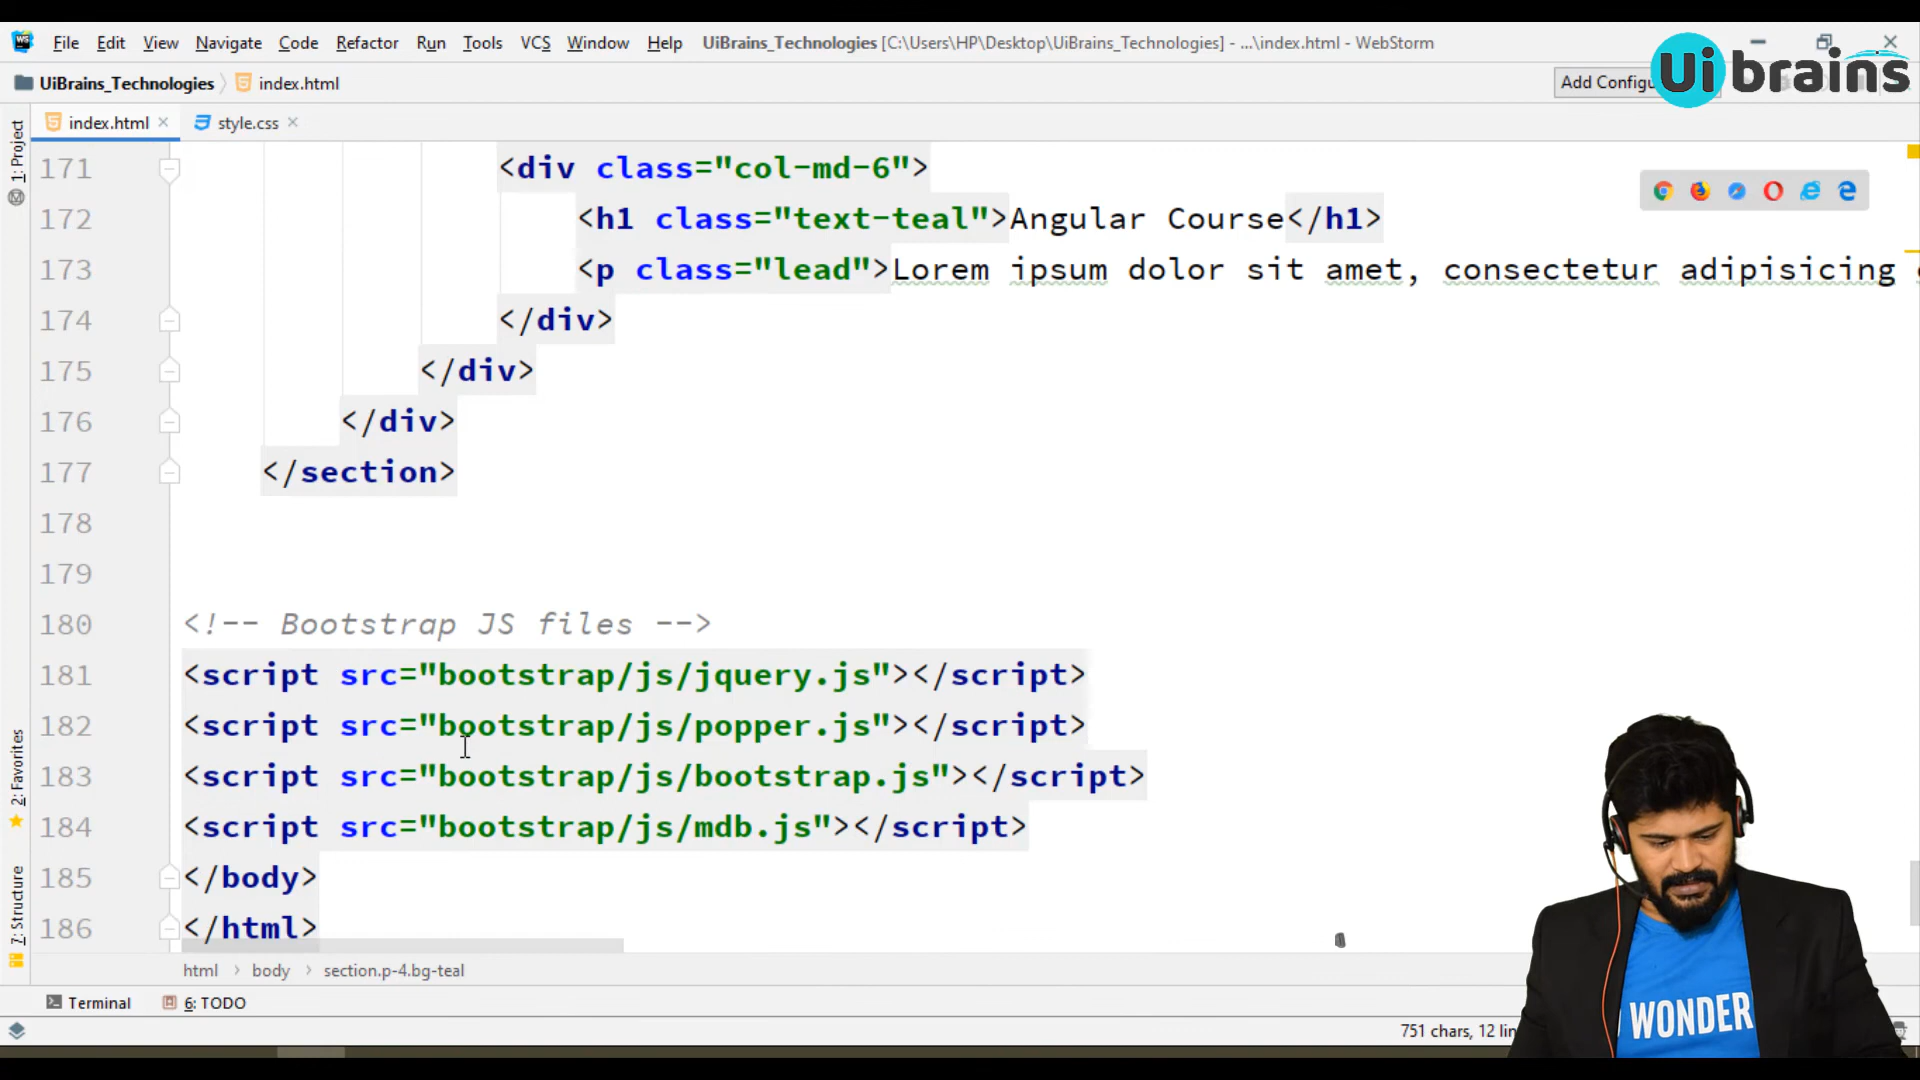 WS File Edit View Navigate Code Refactor Run Tools VCS Window Help UiBrains_Technologies [C:\Users\HP\Desktop\UiBrains_Technologies] - ...\index.html - WebStorm
Ui brains
UiBrains_Technologies index.html Add Configu
index.html style.css
1: Project
171 <div class="col-md-6">
172 <h1 class="text-teal">Angular Course</h1>
173 <p class="lead">Lorem ipsum dolor sit amet, consectetur adipisicing
174 </div>
175 </div>
176 </div>
177 </section>
178
179
180 <!-- Bootstrap JS files -->
181 <script src="bootstrap/js/jquery.js"></script>
182 <script src="bootstrap/js/popper.js"></script>
183 <script src="bootstrap/js/bootstrap.js"></script>
184 <script src="bootstrap/js/mdb.js"></script>
185 </body>
186 </html>
2: Favorites
7: Structure
html body section.p-4.bg-teal
Terminal 6: TODO
751 chars, 12 lin
WONDER